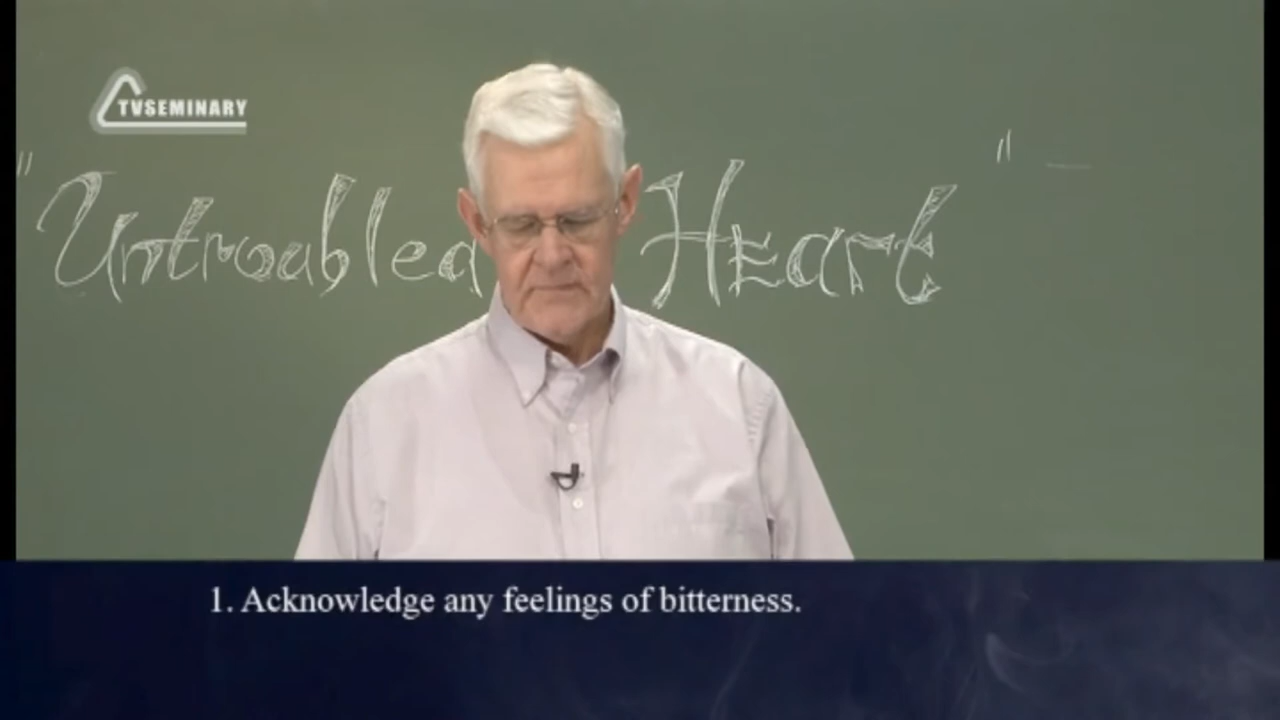 TVSEMINARY
"Untroubled Heart"
1. Acknowledge any feelings of bitterness.